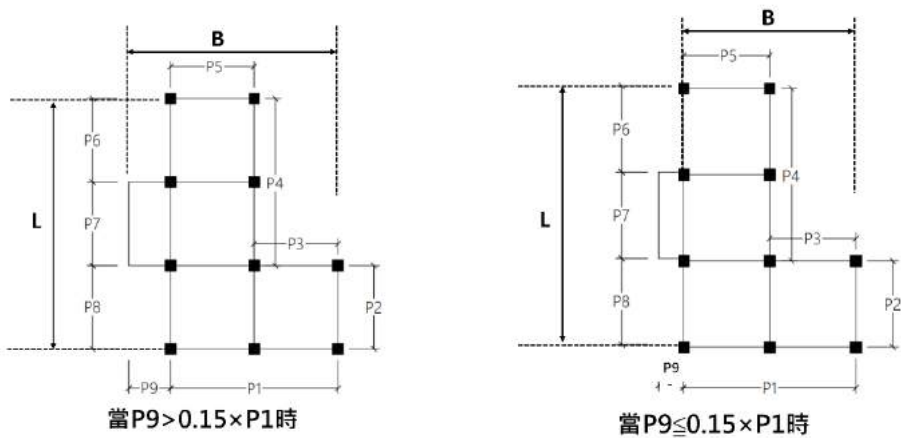 B
P5
P6
P4
L
P7
P3
P8
P2
P9
P1
當P9>0.15×P1時
B
P5
P6
P4
L
P7
P3
P8
P2
P9
P1
當P9≦0.15×P1時